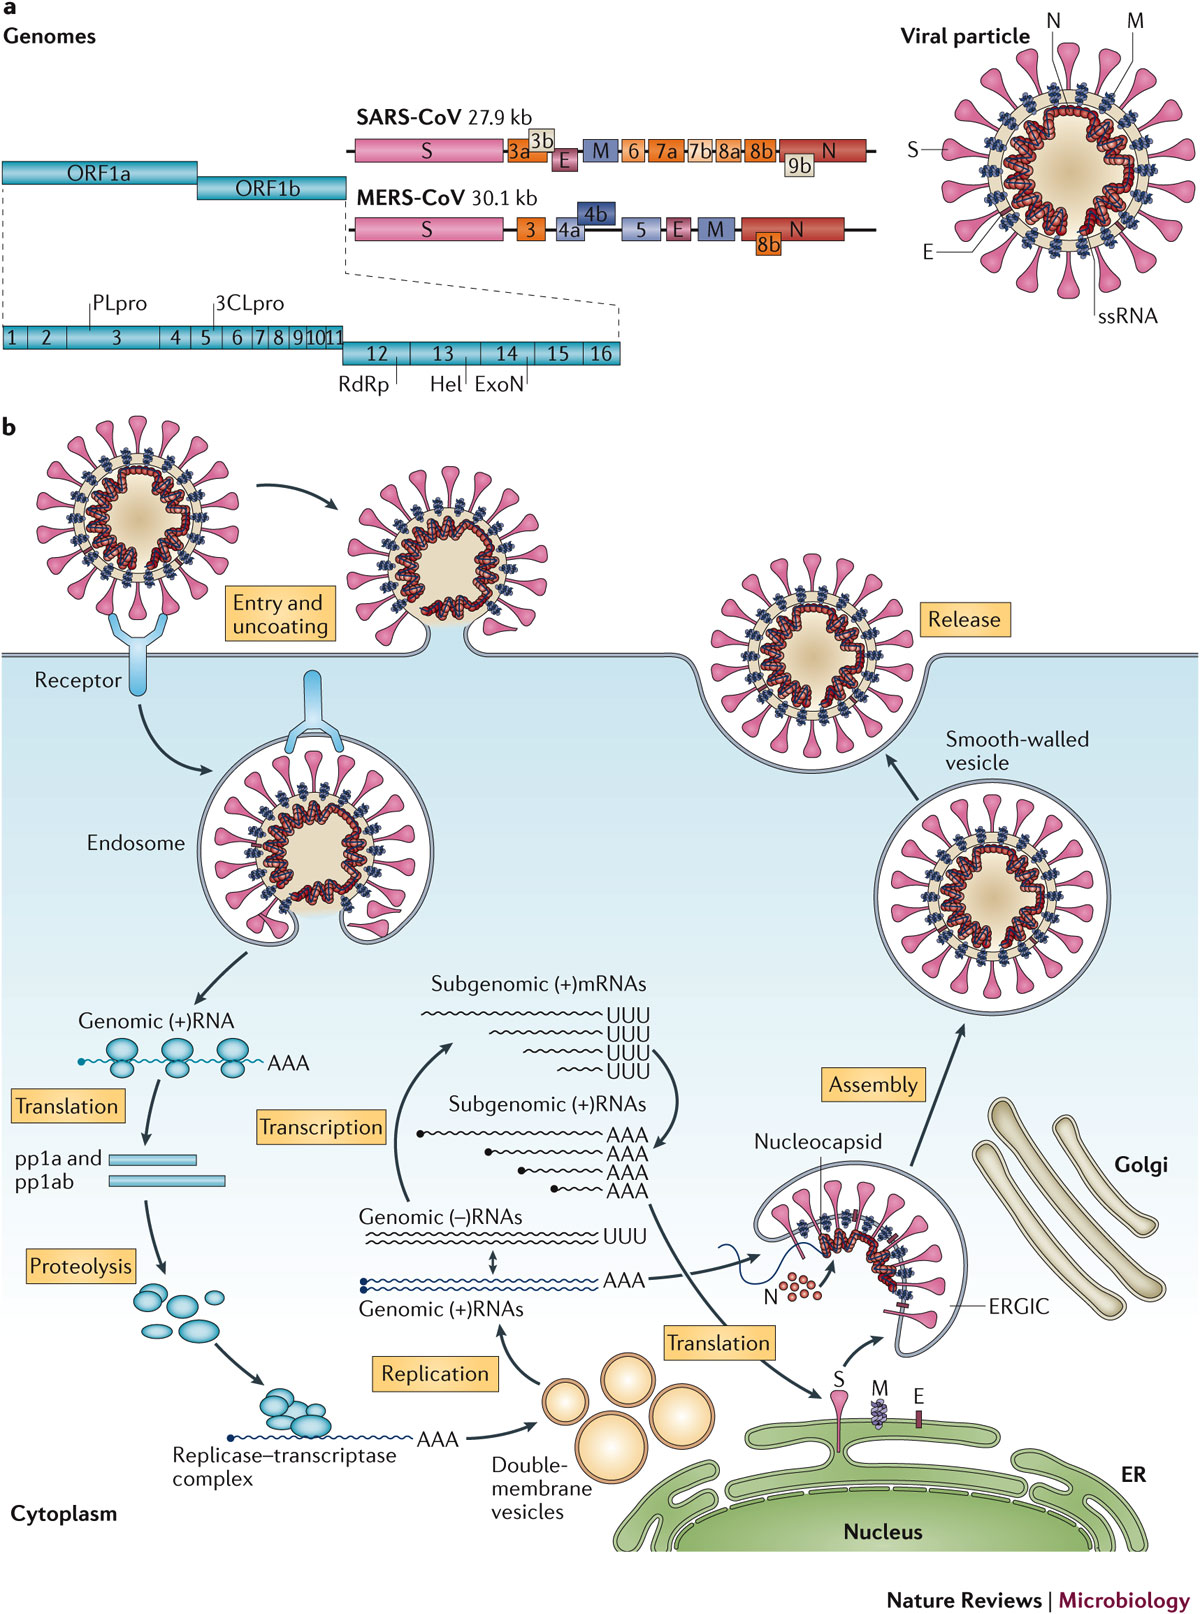 a
Genomes
Viral particle
N
M
S
E
ssRNA
SARS-CoV 27.9 kb
S
3a
3b
E
M
6
7a
7b
8a
8b
9b
N
ORF1a
ORF1b
MERS-CoV 30.1 kb
S
3
4a
4b
5
E
M
8b
N
PLpro
3CLpro
1
2
3
4
5
6
7
8
9
10
11
12
13
14
15
16
RdRp
Hel
ExoN
b
Entry and
uncoating
Receptor
Endosome
Release
Smooth-walled
vesicle
Genomic (+)RNA
AAA
Translation
pp1a and
pp1ab
Proteolysis
Replicase–transcriptase
complex
AAA
Subgenomic (+)mRNAs
UUU
UUU
UUU
UUU
Transcription
Subgenomic (+)RNAs
AAA
AAA
AAA
AAA
Genomic (–)RNAs
UUU
AAA
Genomic (+)RNAs
Replication
Double-
membrane
vesicles
Translation
Assembly
Nucleocapsid
N
ERGIC
Golgi
S
M
E
ER
Nucleus
Cytoplasm
Nature Reviews | Microbiology